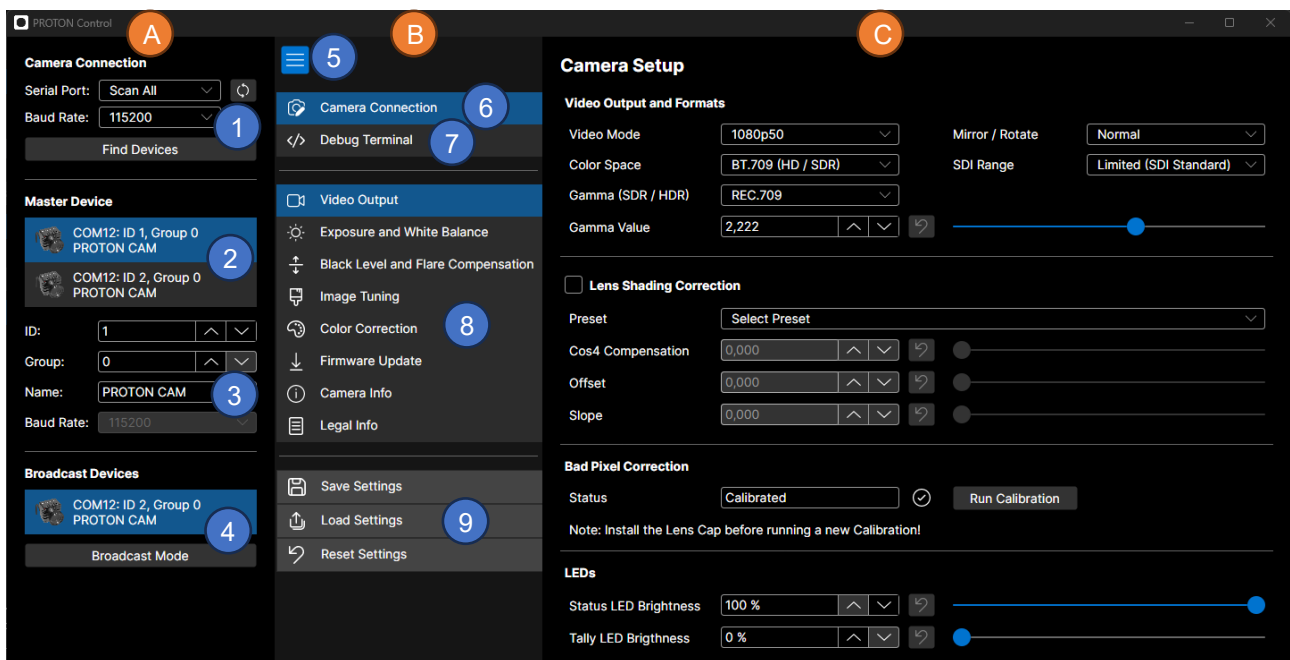 PROTON Control
A
B
C
Camera Connection
Serial Port: Scan All
Baud Rate: 115200
1
Find Devices
Master Device
COM12: ID 1, Group 0
PROTON CAM
2
COM12: ID 2, Group 0
PROTON CAM
ID: 1
Group: 0
Name: PROTON CAM
3
Baud Rate: 115200
Broadcast Devices
COM12: ID 2, Group 0
PROTON CAM
4
Broadcast Mode
5
Camera Connection
6
Debug Terminal
7
Video Output
Exposure and White Balance
Black Level and Flare Compensation
Image Tuning
Color Correction
8
Firmware Update
Camera Info
Legal Info
Save Settings
Load Settings
9
Reset Settings
Camera Setup
Video Output and Formats
Video Mode 1080p50 Mirror / Rotate Normal
Color Space BT.709 (HD / SDR) SDI Range Limited (SDI Standard)
Gamma (SDR / HDR) REC.709
Gamma Value 2,222
Lens Shading Correction
Preset Select Preset
Cos4 Compensation 0,000
Offset 0,000
Slope 0,000
Bad Pixel Correction
Status Calibrated Run Calibration
Note: Install the Lens Cap before running a new Calibration!
LEDs
Status LED Brightness 100 %
Tally LED Brigthness 0 %